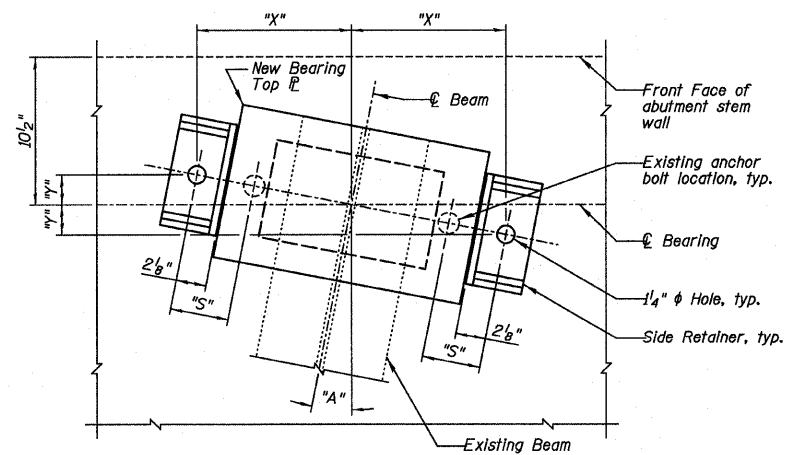 "X"
"X"
New Bearing
Top ⅊
℄ Beam
Front Face of
abutment stem
wall
10½"
Existing anchor
bolt location, typ.
"Y"
"Y"
℄ Bearing
2⅛"
"S"
1¼" ϕ Hole, typ.
2⅛"
"S"
Side Retainer, typ.
"A"
Existing Beam